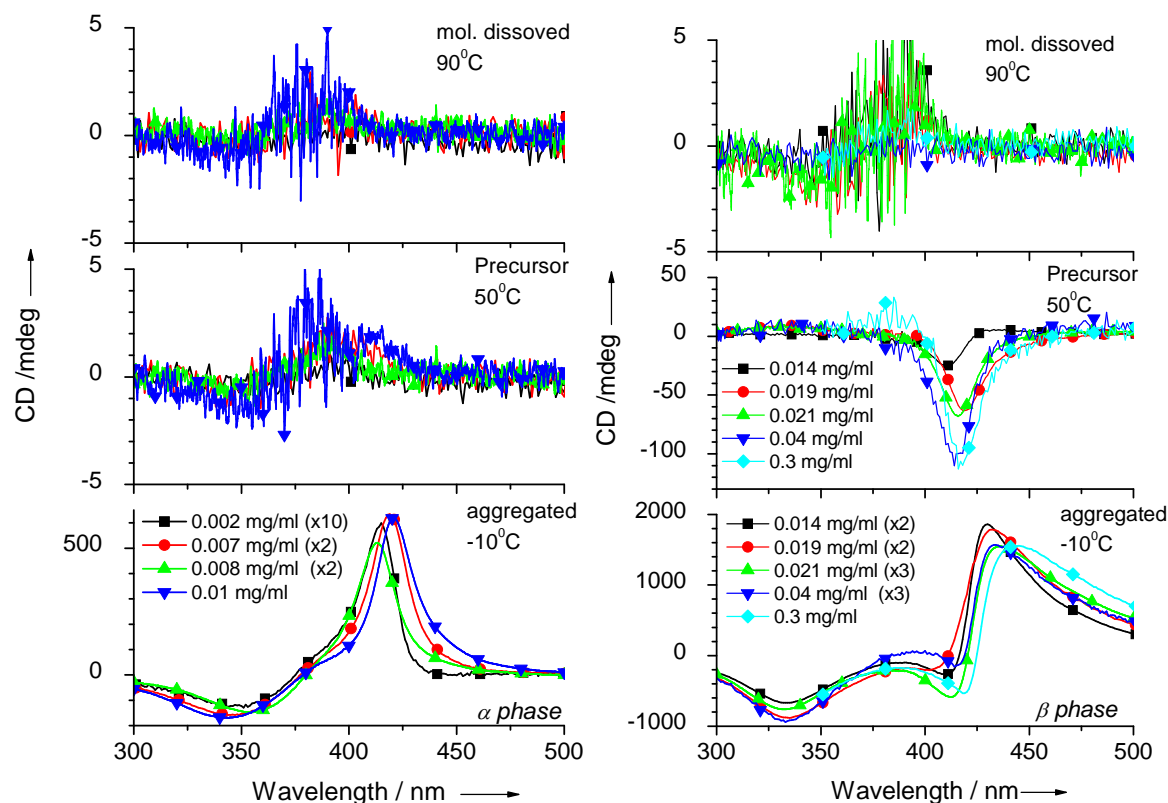 5
0
-5
mol. dissoved
90⁰C
5
0
-5
Precursor
50⁰C
500
0
0.002 mg/ml (x10)
0.007 mg/ml (x2)
0.008 mg/ml (x2)
0.01 mg/ml
aggregated
-10⁰C
α phase
300 350 400 450 500
Wavelength / nm
CD /mdeg
5
0
-5
mol. dissoved
90⁰C
50
0
-50
-100
Precursor
50⁰C
0.014 mg/ml
0.019 mg/ml
0.021 mg/ml
0.04 mg/ml
0.3 mg/ml
2000
1000
0
-1000
0.014 mg/ml (x2)
0.019 mg/ml (x2)
0.021 mg/ml (x3)
0.04 mg/ml (x3)
0.3 mg/ml
aggregated
-10⁰C
β phase
300 350 400 450 500
Wavelength / nm
CD /mdeg